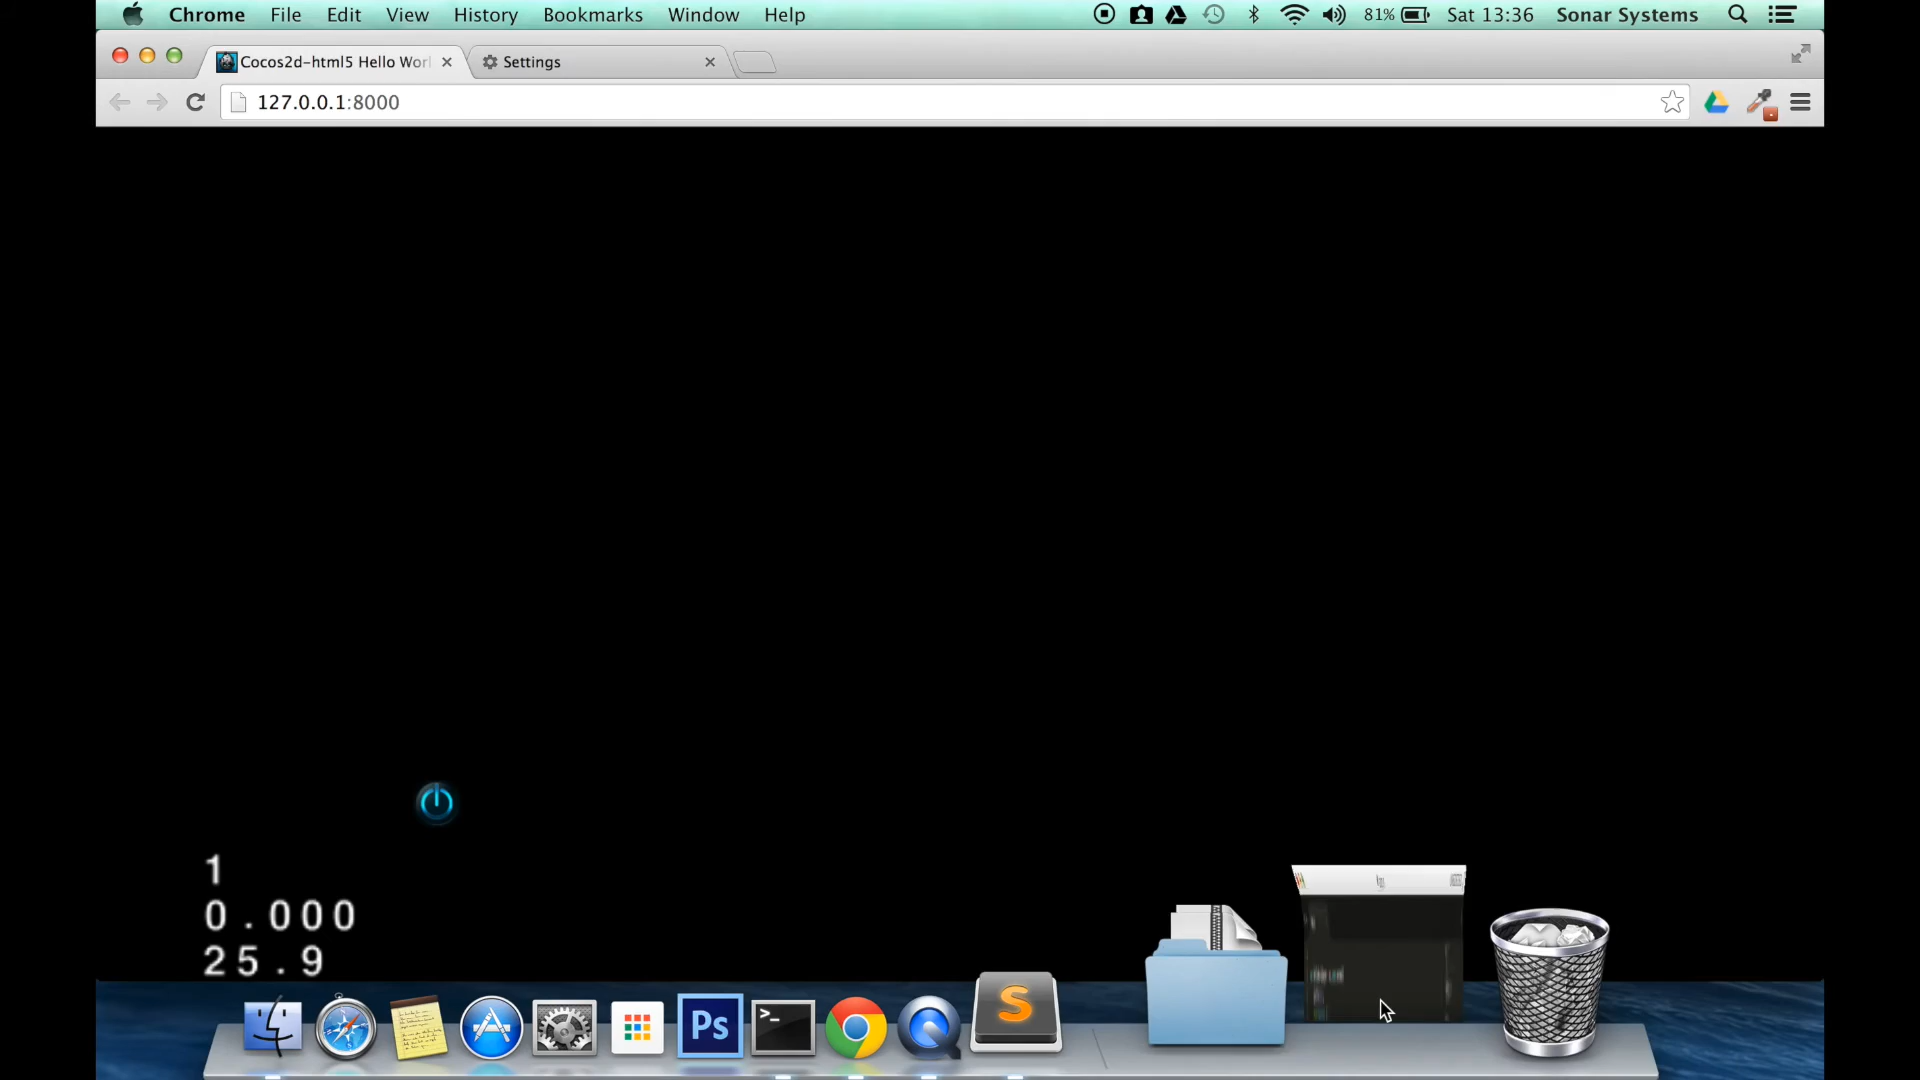 Chrome File Edit View History Bookmarks Window Help 81% Sat 13:36 Sonar Systems
Cocos2d-html5 Hello Worl Settings
127.0.0.1:8000
1
0.000
25.9
Ps >_ S